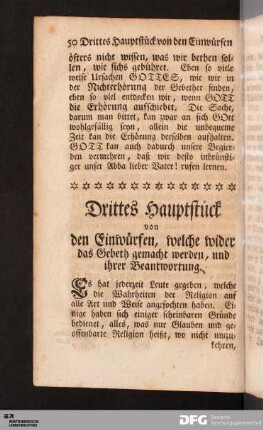 50 Drittes Hauptstück von den Einwürfen
öfters nicht wissen, was wir bethen sol-
len, wie sichs gebühret. Eben so viele
weise Ursachen GOTTES, wie wir in
der Nichterhörung der Gebether finden,
eben so viel entdecken wir, wenn GOTT
die Erhörung aufschiebet. Die Sache,
darum man bittet, kan zwar an sich GOtt
wohlgefällig seyn, allein die unbequeme
Zeit kan die Erhörung derselben aufhalten.
GOTT kan auch dadurch unsere Begier-
den vermehren, daß wir desto inbrünsti-
ger unser Abba lieber Vater! rufen lernen.
Drittes Hauptstück
von
den Einwürfen, welche wider
das Gebeth gemacht werden, und
ihrer Beantwortung.
Es hat jederzeit Leute gegeben, welche
die Wahrheiten der Religion auf
alle Art und Weise angefochten haben. Ei-
nige haben sich einiger scheinbaren Gründe
bedienet, alles, was nur Glauben und ge-
offenbarte Religion heißt, wo nicht umzu-
kehren,
WÜRTTEMBERGISCHE
LANDESBIBLIOTHEK
DFG Deutsche
Forschungsgemeinschaft